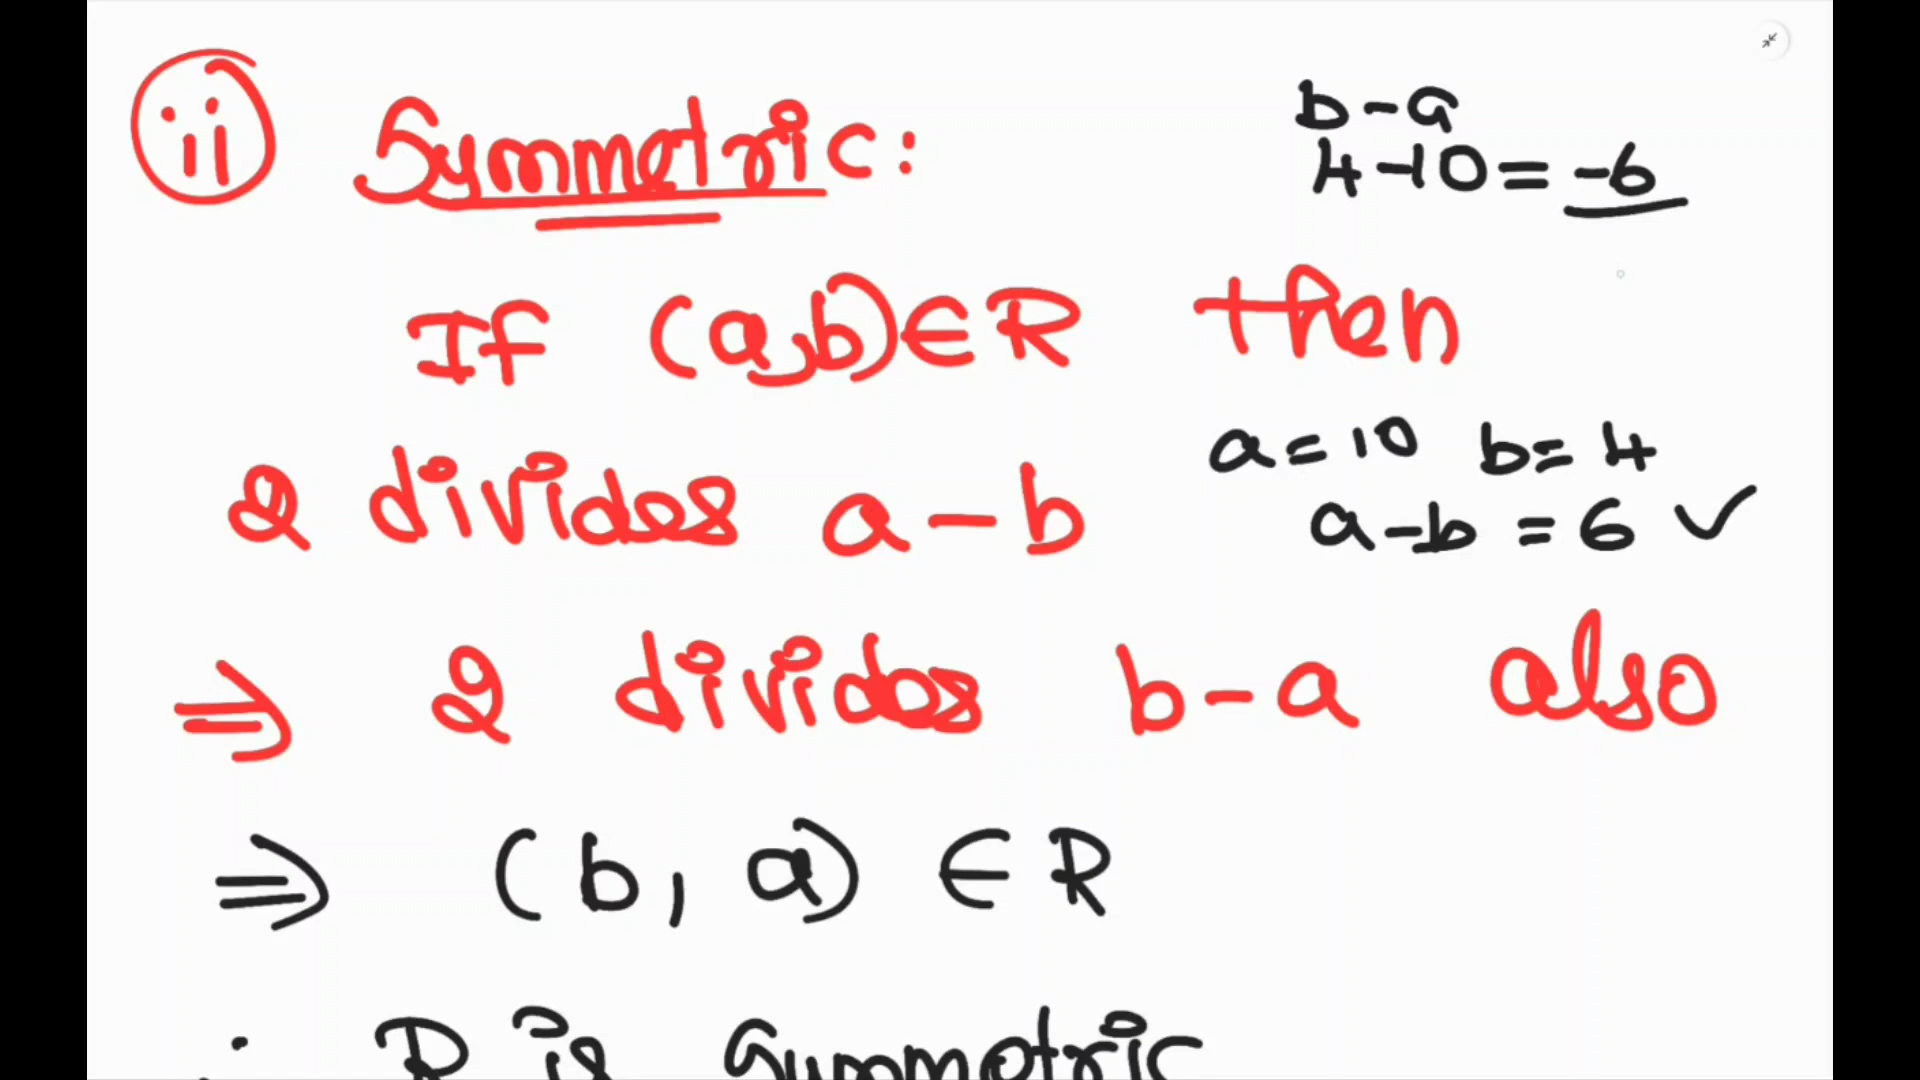 ii Symmetric:
b-a
4-10 = -6
If (a,b)∈R then
a=10 b=4
2 divides a-b
a-b = 6 ✓
⇒ 2 divides b-a also
⇒ (b, a) ∈ R
∴ R is symmetric